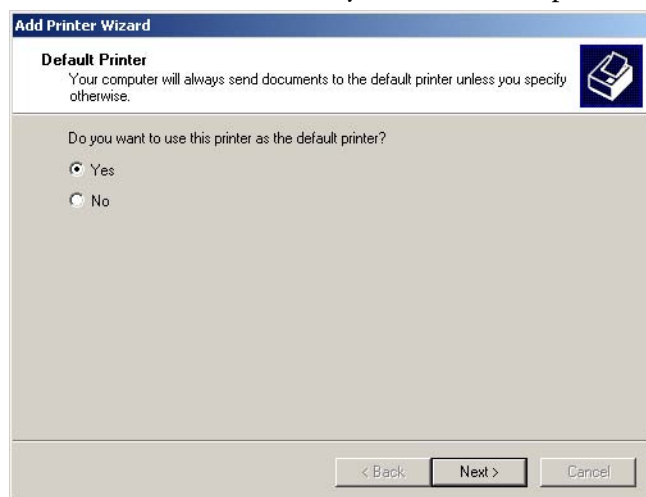 Add Printer Wizard
Default Printer
Your computer will always send documents to the default printer unless you specify
otherwise.
Do you want to use this printer as the default printer?
Yes
No
< Back
Next >
Cancel